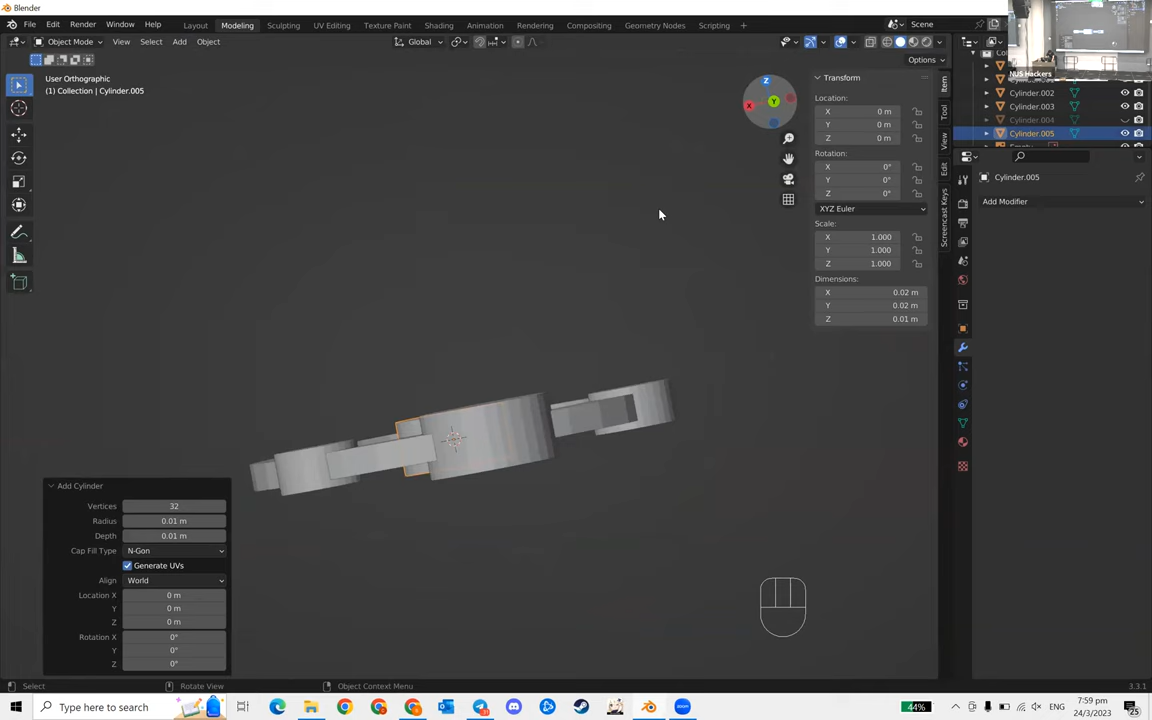 Blender
File Edit Render Window Help Layout Modeling Sculpting UV Editing Texture Paint Shading Animation Rendering Compositing Geometry Nodes Scripting Scene
Object Mode View Select Add Object Global
Options
User Orthographic
(1) Collection | Cylinder.005
X
Y
Z
Transform
Location:
X 0 m
Y 0 m
Z 0 m
Rotation:
X 0°
Y 0°
Z 0°
XYZ Euler
Scale:
X 1.000
Y 1.000
Z 1.000
Dimensions:
X 0.02 m
Y 0.02 m
Z 0.01 m
Item
Tool
View
Edit
Screencast Keys
NUS Hackers
Cylinder.002
Cylinder.003
Cylinder.004
Cylinder.005
Cylinder.005
Add Modifier
Add Cylinder
Vertices 32
Radius 0.01 m
Depth 0.01 m
Cap Fill Type N-Gon
Generate UVs
Align World
Location X 0 m
Y 0 m
Z 0 m
Rotation X 0°
Y 0°
Z 0°
Select Rotate View Object Context Menu 3.3.1
Type here to search
44% ENG 7:59 pm
24/3/2023 25